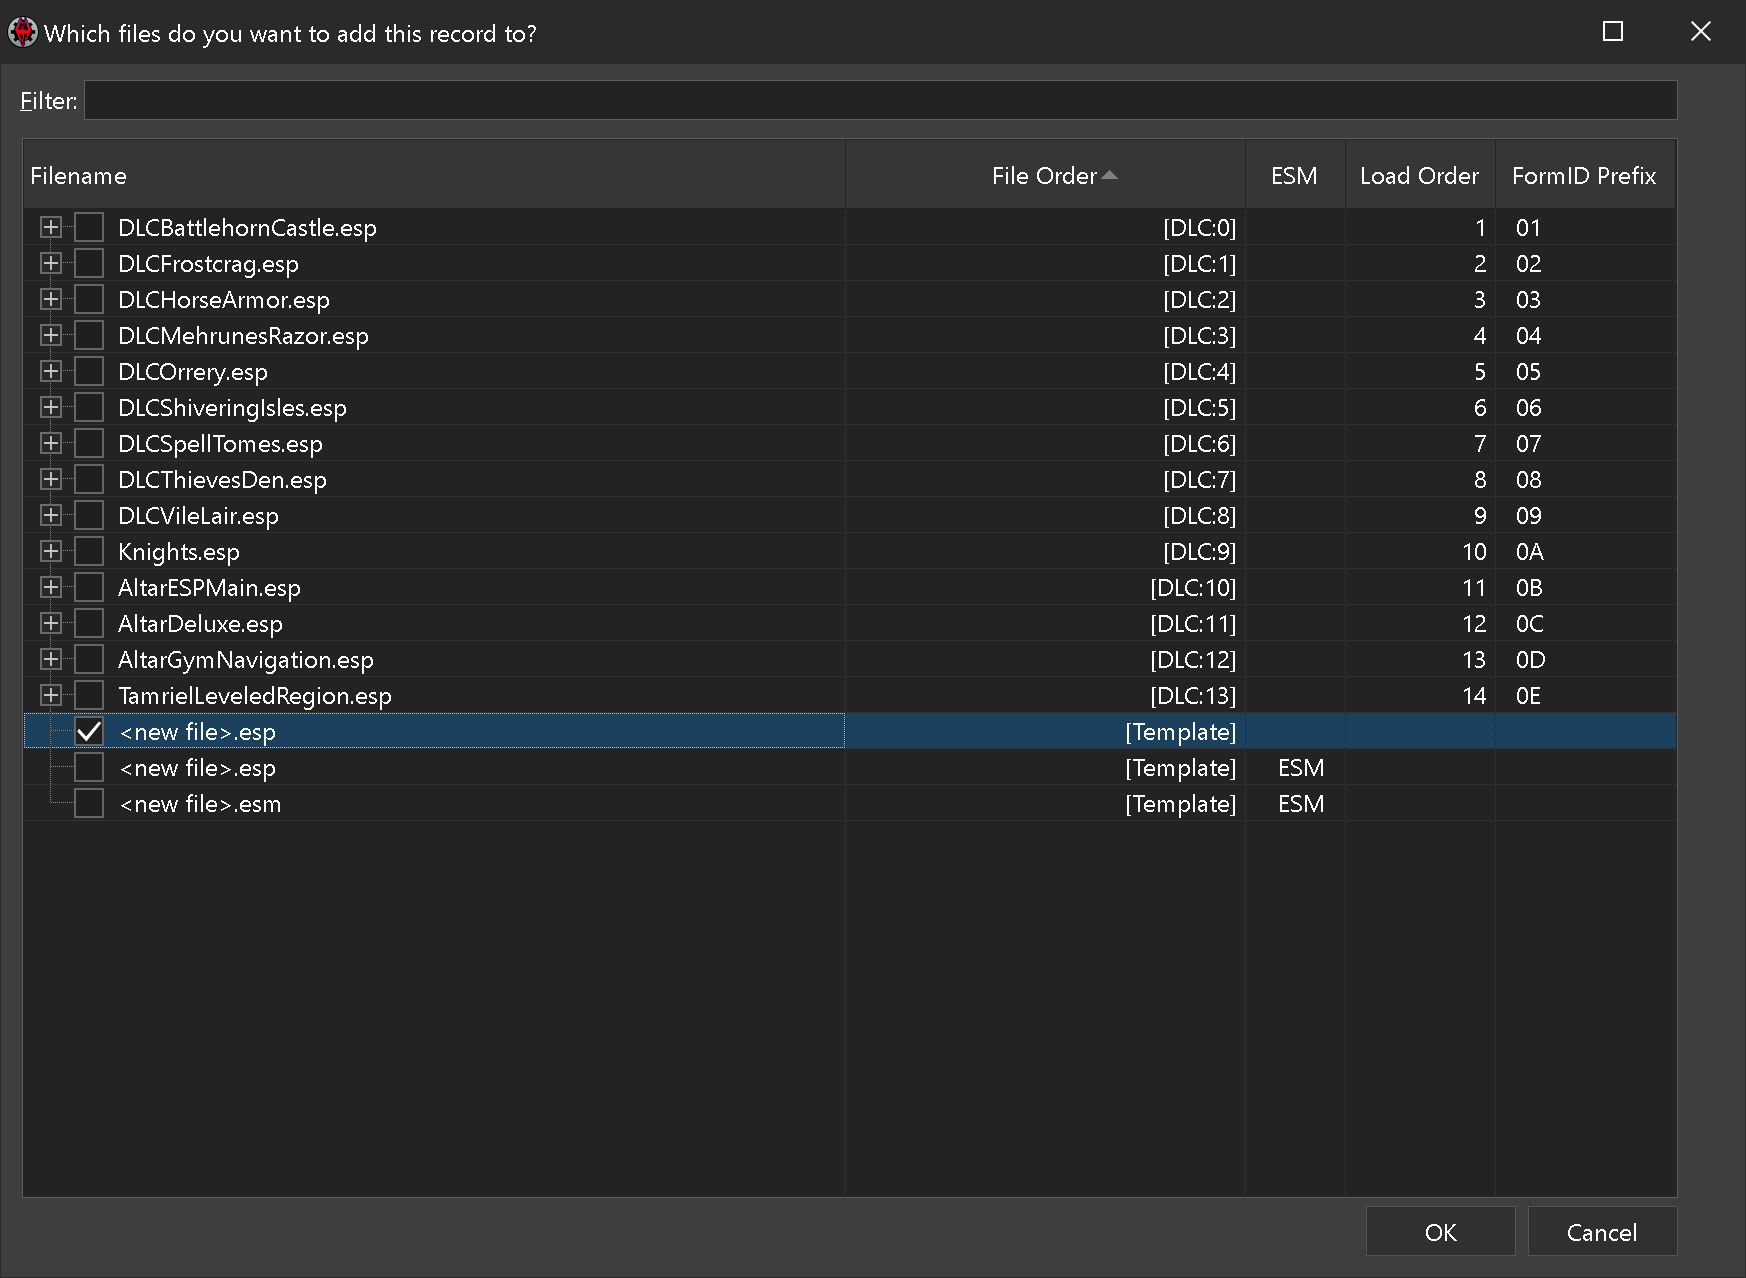 Which files do you want to add this record to?
Filter:
Filename File Order ESM Load Order FormID Prefix
DLCBattlehornCastle.esp [DLC:0] 1 01
DLCFrostcrag.esp [DLC:1] 2 02
DLCHorseArmor.esp [DLC:2] 3 03
DLCMehrunesRazor.esp [DLC:3] 4 04
DLCOrrery.esp [DLC:4] 5 05
DLCShiveringIsles.esp [DLC:5] 6 06
DLCSpellTomes.esp [DLC:6] 7 07
DLCThievesDen.esp [DLC:7] 8 08
DLCVileLair.esp [DLC:8] 9 09
Knights.esp [DLC:9] 10 0A
AltarESPMain.esp [DLC:10] 11 0B
AltarDeluxe.esp [DLC:11] 12 0C
AltarGymNavigation.esp [DLC:12] 13 0D
TamrielLeveledRegion.esp [DLC:13] 14 0E
<new file>.esp [Template]
<new file>.esp [Template] ESM
<new file>.esm [Template] ESM
OK Cancel